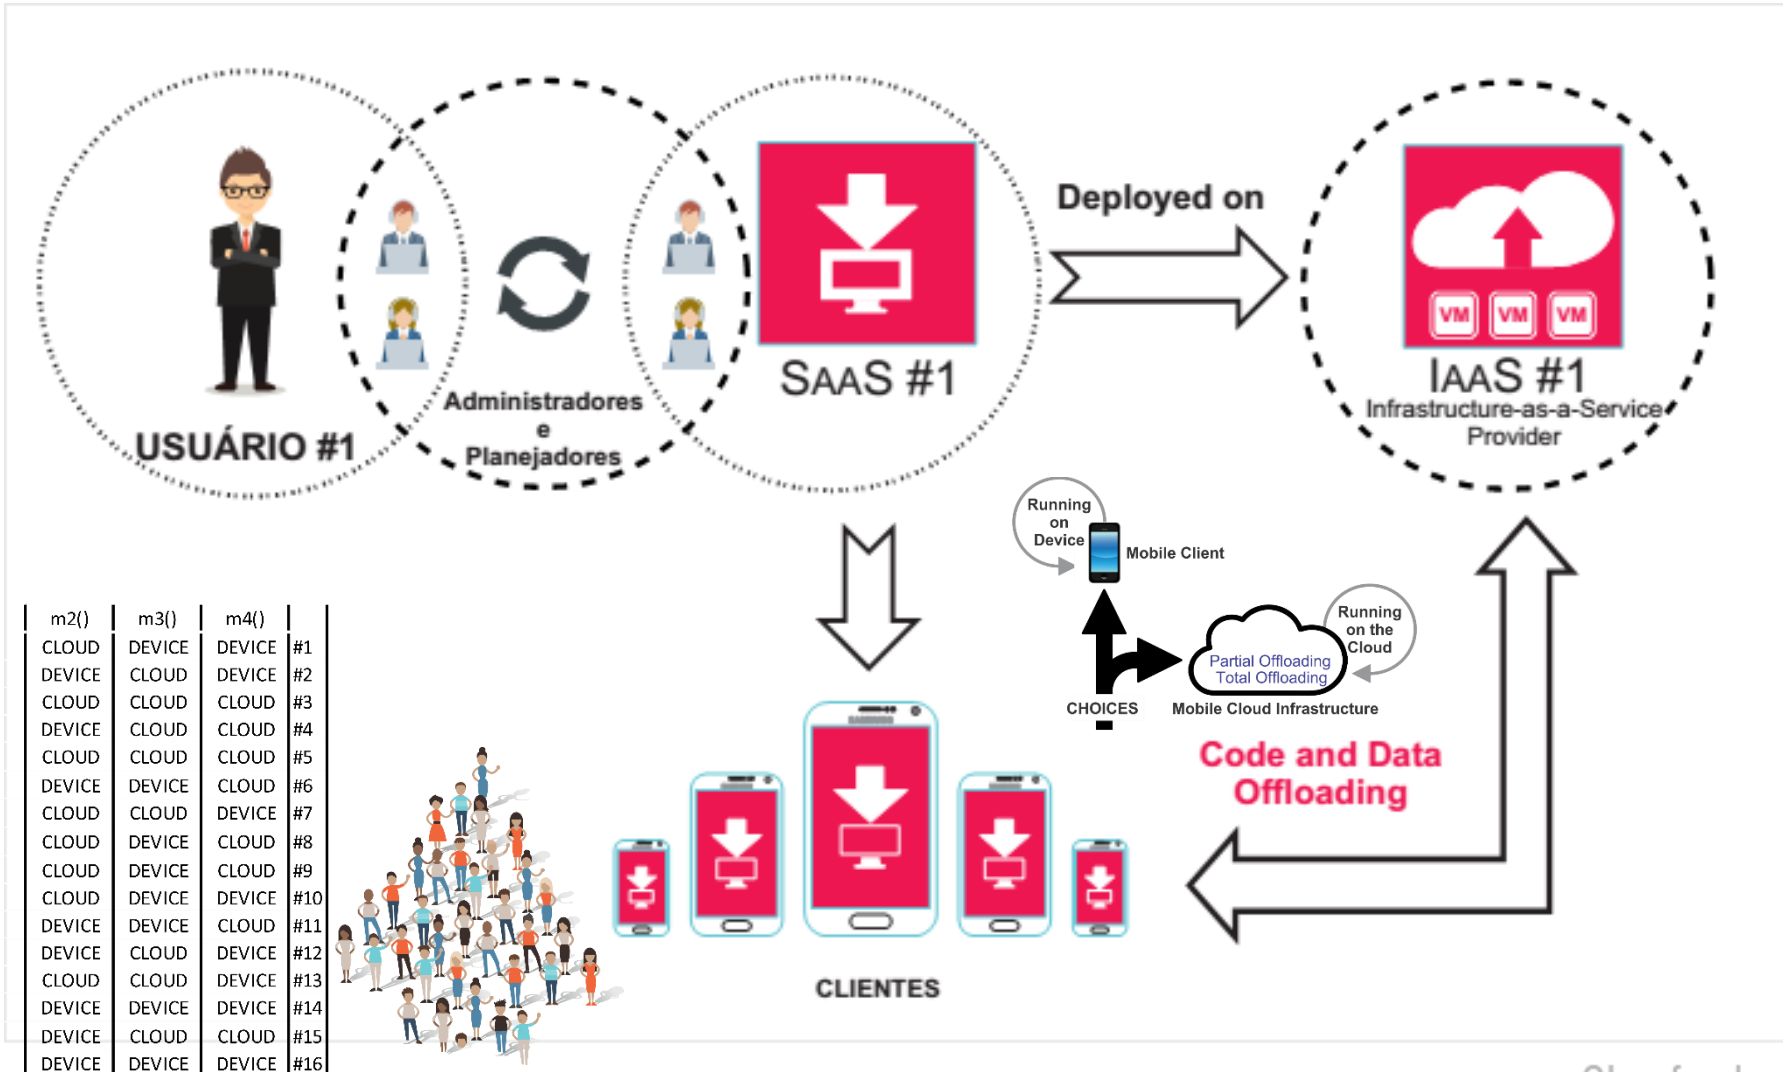 Deployed on
VM VM VM
SAAS #1
IAAS #1
Infrastructure-as-a-Service
Provider
Administradores
e
Planejadores
USUÁRIO #1
Running
on
Device
Mobile Client
Running
on the
Cloud
Partial Offloading
Total Offloading
CHOICES
Mobile Cloud Infrastructure
Code and Data
Offloading
SAMSUNG
CLIENTES
m2() m3() m4()
CLOUD DEVICE DEVICE #1
DEVICE CLOUD DEVICE #2
CLOUD CLOUD CLOUD #3
DEVICE CLOUD CLOUD #4
CLOUD CLOUD CLOUD #5
DEVICE DEVICE CLOUD #6
CLOUD CLOUD DEVICE #7
CLOUD DEVICE CLOUD #8
CLOUD DEVICE CLOUD #9
CLOUD DEVICE DEVICE #10
DEVICE DEVICE CLOUD #11
DEVICE CLOUD DEVICE #12
CLOUD CLOUD DEVICE #13
DEVICE DEVICE DEVICE #14
DEVICE CLOUD CLOUD #15
DEVICE DEVICE DEVICE #16